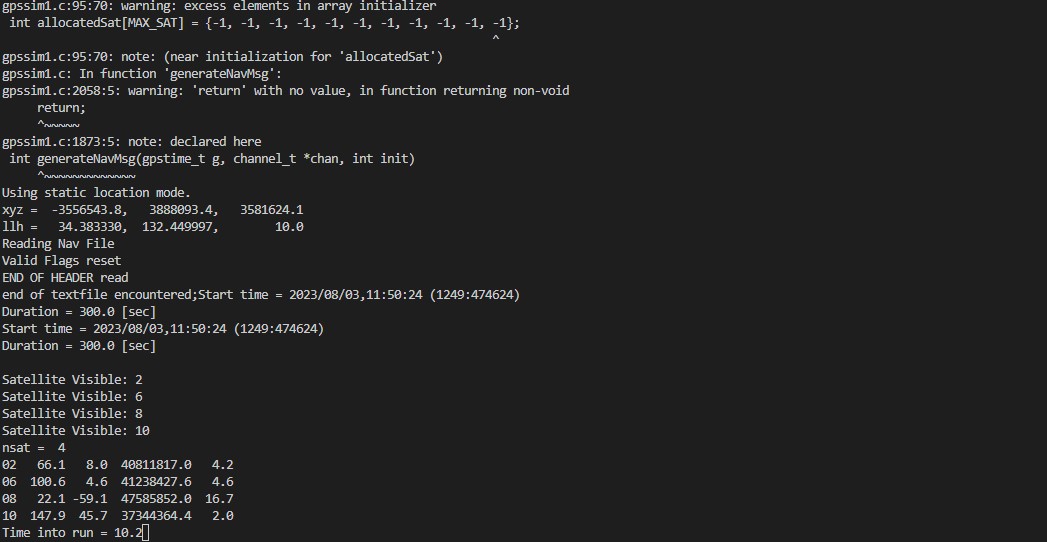 gpssim1.c:95:70: warning: excess elements in array initializer
int allocatedSat[MAX_SAT] = {-1, -1, -1, -1, -1, -1, -1, -1, -1, -1, -1};
^
gpssim1.c:95:70: note: (near initialization for 'allocatedSat')
gpssim1.c: In function 'generateNavMsg':
gpssim1.c:2058:5: warning: 'return' with no value, in function returning non-void
return;
^~~~~~
gpssim1.c:1873:5: note: declared here
int generateNavMsg(gpstime_t g, channel_t *chan, int init)
^~~~~~~~~~~~~~
Using static location mode.
xyz =  -3556543.8,   3888093.4,   3581624.1
llh =   34.383330,  132.449997,        10.0
Reading Nav File
Valid Flags reset
END OF HEADER read
end of textfile encountered;Start time = 2023/08/03,11:50:24 (1249:474624)
Duration = 300.0 [sec]
Start time = 2023/08/03,11:50:24 (1249:474624)
Duration = 300.0 [sec]
Satellite Visible: 2
Satellite Visible: 6
Satellite Visible: 8
Satellite Visible: 10
nsat =  4
02   66.1   8.0  40811817.0   4.2
06  100.6   4.6  41238427.6   4.6
08   22.1 -59.1  47585852.0  16.7
10  147.9  45.7  37344364.4   2.0
Time into run = 10.2